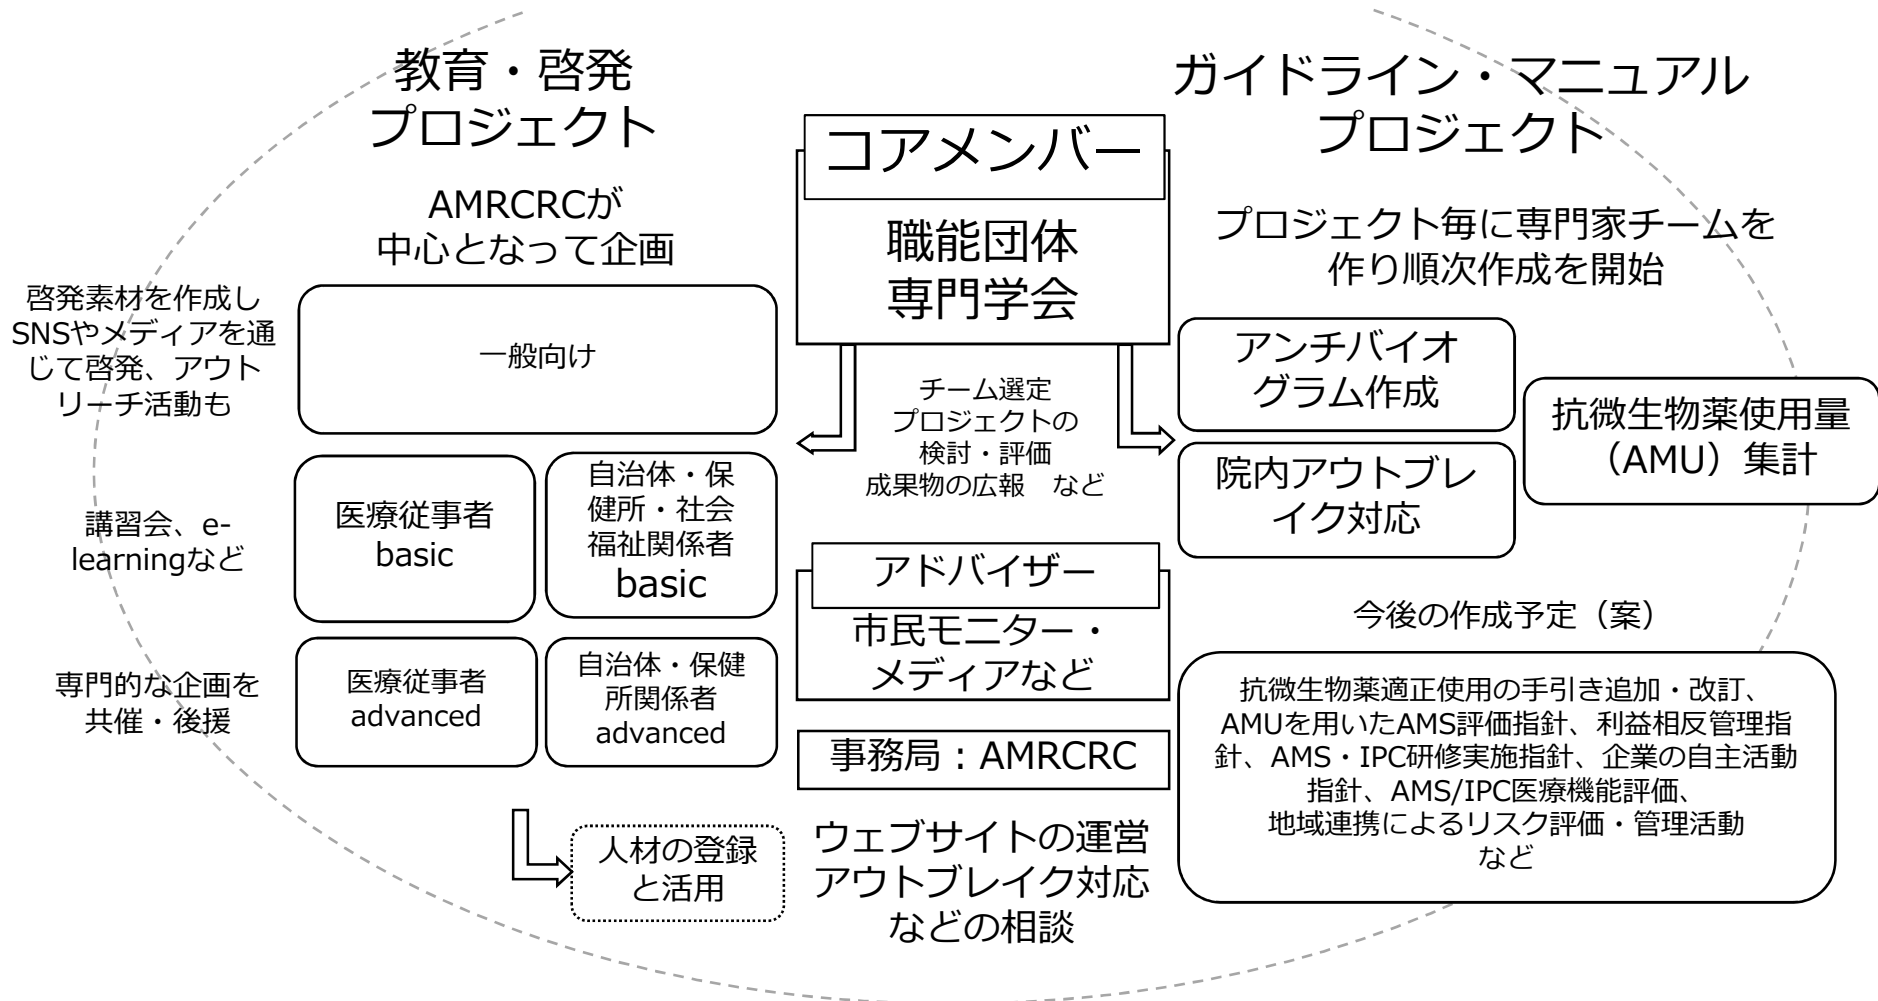 教育・啓発
プロジェクト
AMRCRCが
中心となって企画
啓発素材を作成し
SNSやメディアを通
じて啓発、アウト
リーチ活動も
一般向け
講習会、e-
learningなど
医療従事者
basic
自治体・保
健所・社会
福祉関係者
basic
専門的な企画を
共催・後援
医療従事者
advanced
自治体・保健
所関係者
advanced
人材の登録
と活用
コアメンバー
職能団体
専門学会
チーム選定
プロジェクトの
検討・評価
成果物の広報　など
アドバイザー
市民モニター・
メディアなど
事務局：AMRCRC
ウェブサイトの運営
アウトブレイク対応
などの相談
ガイドライン・マニュアル
プロジェクト
プロジェクト毎に専門家チームを
作り順次作成を開始
アンチバイオ
グラム作成
院内アウトブレ
イク対応
抗微生物薬使用量
（AMU）集計
今後の作成予定（案）
抗微生物薬適正使用の手引き追加・改訂、
AMUを用いたAMS評価指針、利益相反管理指
針、AMS・IPC研修実施指針、企業の自主活動
指針、AMS/IPC医療機能評価、
地域連携によるリスク評価・管理活動
など